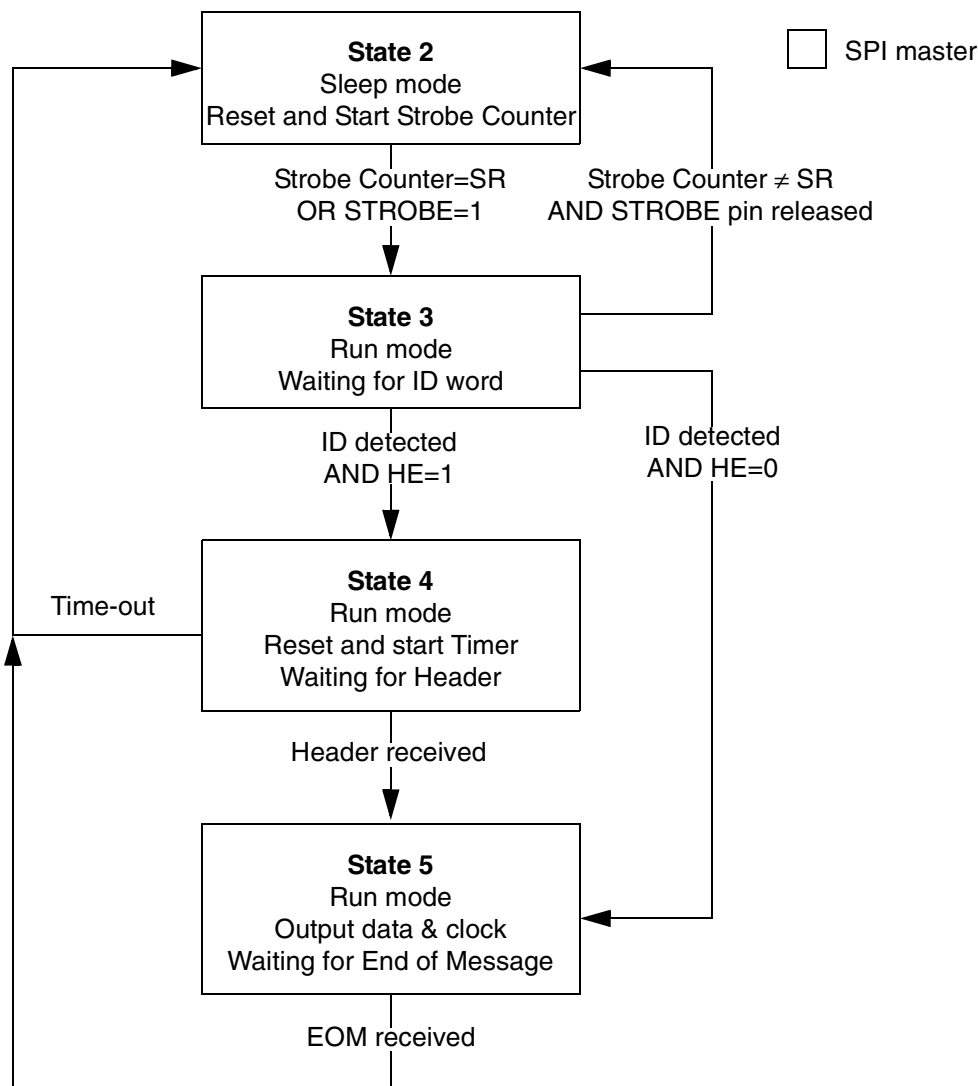 State 2
Sleep mode
Reset and Start Strobe Counter
SPI master
Strobe Counter=SR
OR STROBE=1
Strobe Counter ≠ SR
AND STROBE pin released
State 3
Run mode
Waiting for ID word
ID detected
AND HE=1
ID detected
AND HE=0
State 4
Run mode
Reset and start Timer
Waiting for Header
Time-out
Header received
State 5
Run mode
Output data & clock
Waiting for End of Message
EOM received